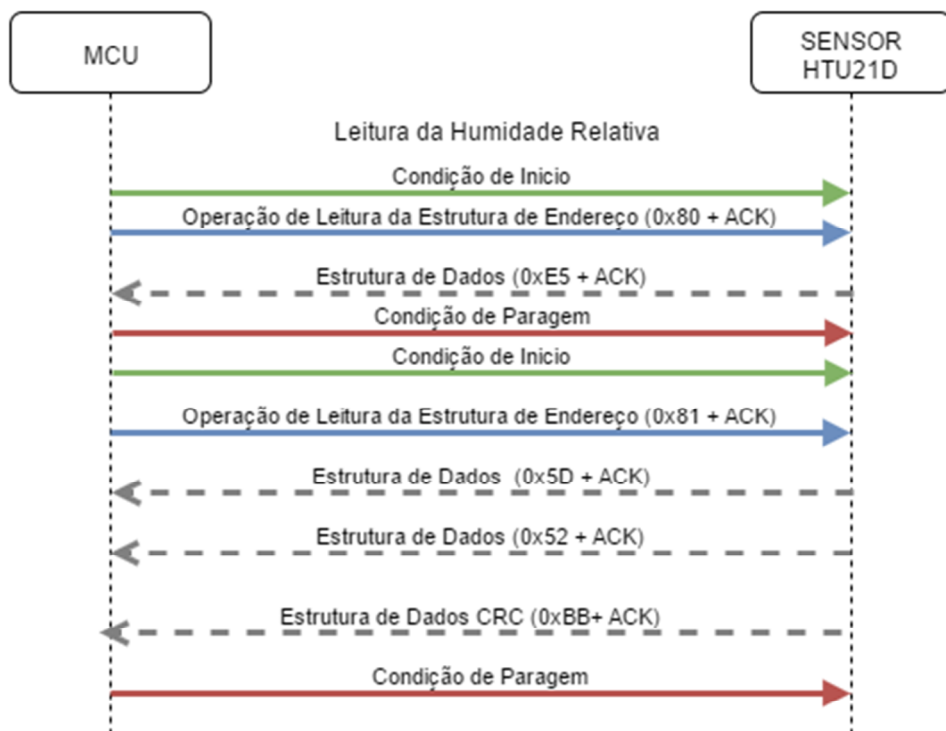 MCU
SENSOR
HTU21D
Leitura da Humidade Relativa
Condição de Inicio
Operação de Leitura da Estrutura de Endereço (0x80 + ACK)
Estrutura de Dados (0xE5 + ACK)
Condição de Paragem
Condição de Inicio
Operação de Leitura da Estrutura de Endereço (0x81 + ACK)
Estrutura de Dados (0x5D + ACK)
Estrutura de Dados (0x52 + ACK)
Estrutura de Dados CRC (0xBB+ ACK)
Condição de Paragem